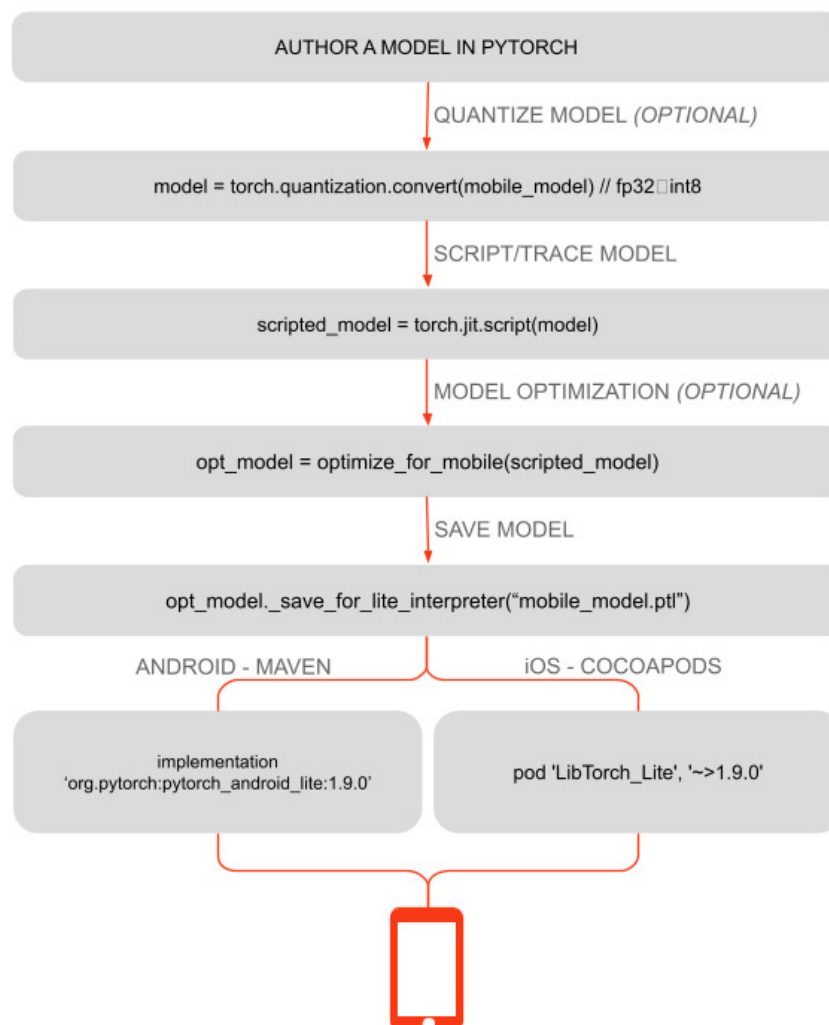 AUTHOR A MODEL IN PYTORCH
QUANTIZE MODEL (OPTIONAL)
model = torch.quantization.convert(mobile_model) // fp32□int8
SCRIPT/TRACE MODEL
scripted_model = torch.jit.script(model)
MODEL OPTIMIZATION (OPTIONAL)
opt_model = optimize_for_mobile(scripted_model)
SAVE MODEL
opt_model._save_for_lite_interpreter(“mobile_model.ptl”)
ANDROID - MAVEN
iOS - COCOAPODS
implementation
‘org.pytorch:pytorch_android_lite:1.9.0’
pod 'LibTorch_Lite', '~>1.9.0'